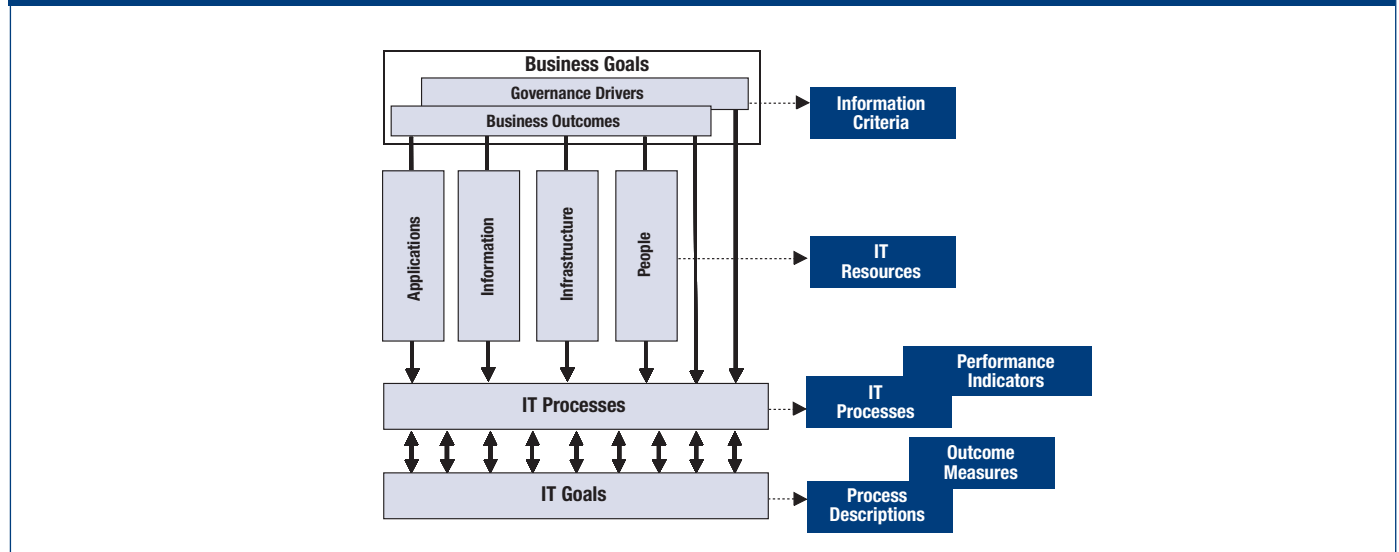 Business Goals
Governance Drivers
Business Outcomes
Information
Criteria
Applications
Information
Infrastructure
People
IT
Resources
Performance
Indicators
IT Processes
IT
Processes
Outcome
Measures
IT Goals
Process
Descriptions